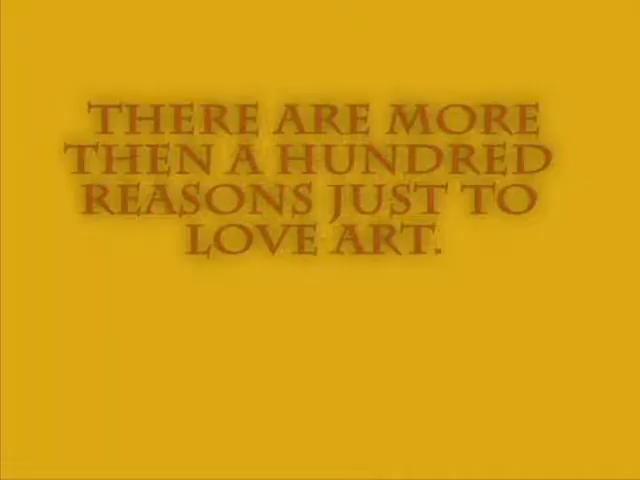 THERE ARE MORE
THEN A HUNDRED
REASONS JUST TO
LOVE ART.